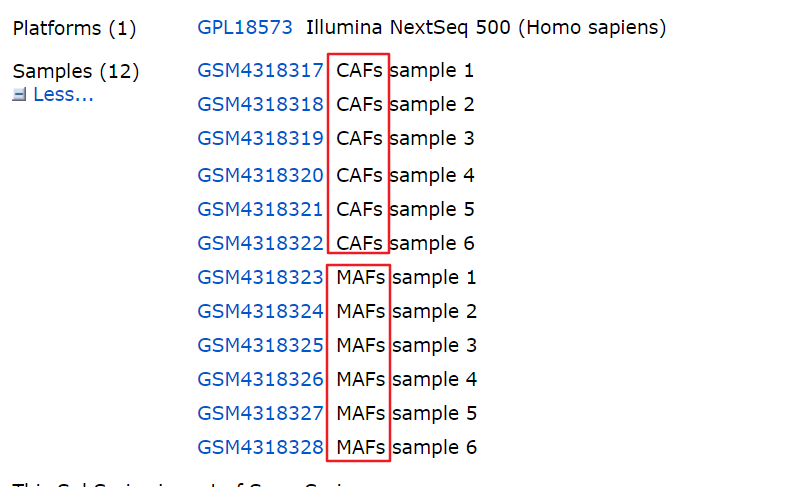 Platforms (1) GPL18573 Illumina NextSeq 500 (Homo sapiens)
Samples (12) GSM4318317 CAFs sample 1
Less... GSM4318318 CAFs sample 2
GSM4318319 CAFs sample 3
GSM4318320 CAFs sample 4
GSM4318321 CAFs sample 5
GSM4318322 CAFs sample 6
GSM4318323 MAFs sample 1
GSM4318324 MAFs sample 2
GSM4318325 MAFs sample 3
GSM4318326 MAFs sample 4
GSM4318327 MAFs sample 5
GSM4318328 MAFs sample 6